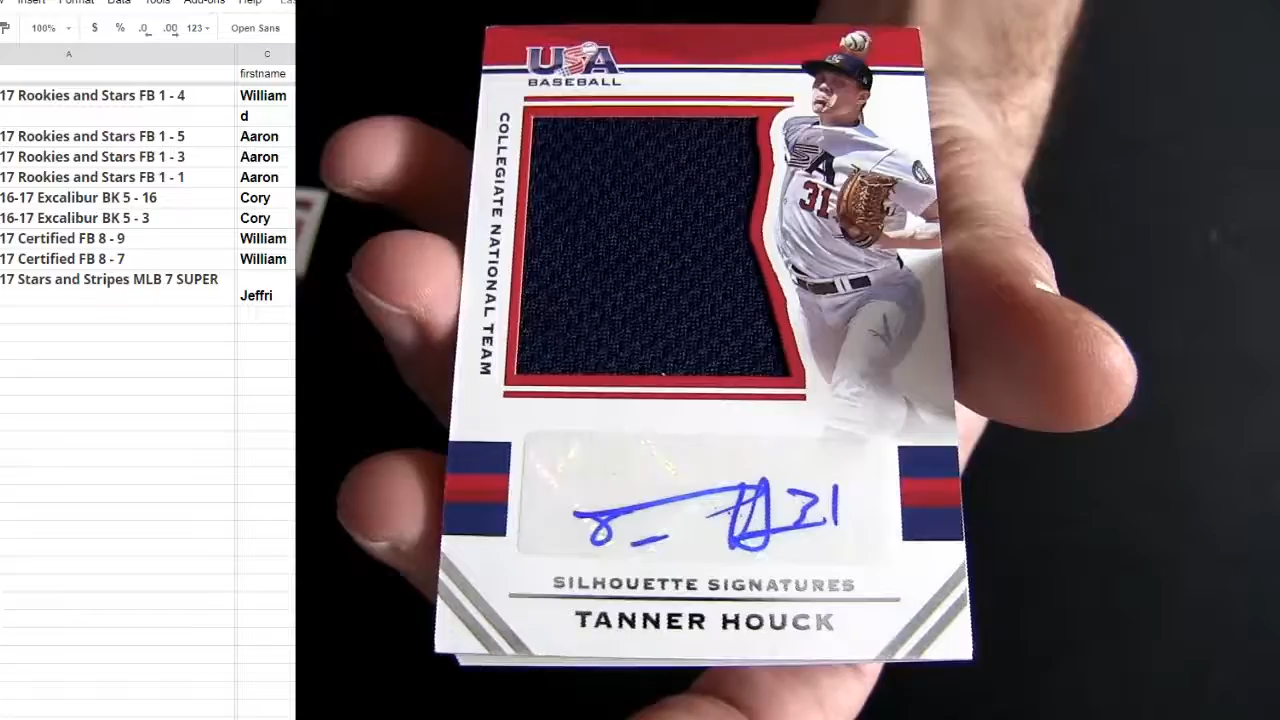 Insert Format Data Tools Add-ons Help
100% $ % .0 .00 123 Open Sans
A C
firstname
17 Rookies and Stars FB 1 - 4 William
d
17 Rookies and Stars FB 1 - 5 Aaron
17 Rookies and Stars FB 1 - 3 Aaron
17 Rookies and Stars FB 1 - 1 Aaron
16-17 Excalibur BK 5 - 16 Cory
16-17 Excalibur BK 5 - 3 Cory
17 Certified FB 8 - 9 William
17 Certified FB 8 - 7 William
17 Stars and Stripes MLB 7 SUPER
Jeffri
USA
BASEBALL
COLLEGIATE NATIONAL TEAM
USA
31
31
SILHOUETTE SIGNATURES
TANNER HOUCK